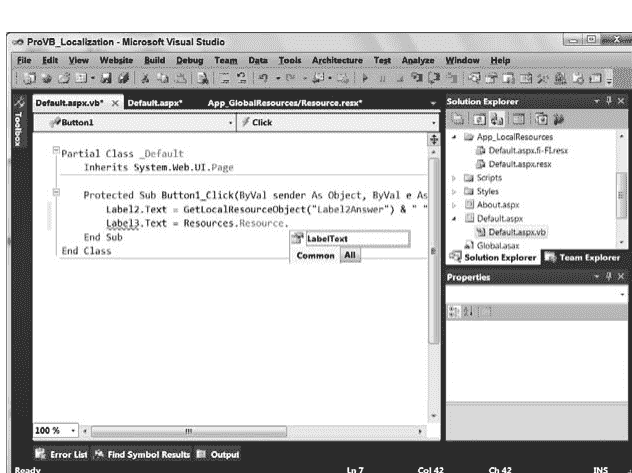 ProVB_Localization - Microsoft Visual Studio
File Edit View Website Build Debug Team Data Tools Architecture Test Analyze Window Help
Toolbox
Default.aspx.vb* × Default.aspx* App_GlobalResources/Resource.resx*
Button1 Click
Partial Class _Default
Inherits System.Web.UI.Page
Protected Sub Button1_Click(ByVal sender As Object, ByVal e As
Label2.Text = GetLocalResourceObject("Label2Answer") & " "
Label3.Text = Resources.Resource.
End Sub
End Class
LabelText
Common All
100 %
Solution Explorer
App_LocalResources
Default.aspx.fi-FI.resx
Default.aspx.resx
Scripts
Styles
About.aspx
Default.aspx
Default.aspx.vb
Global.asax
Solution Explorer Team Explorer
Properties
Error List Find Symbol Results Output
Ready Ln 7 Col 42 Ch 42 INS